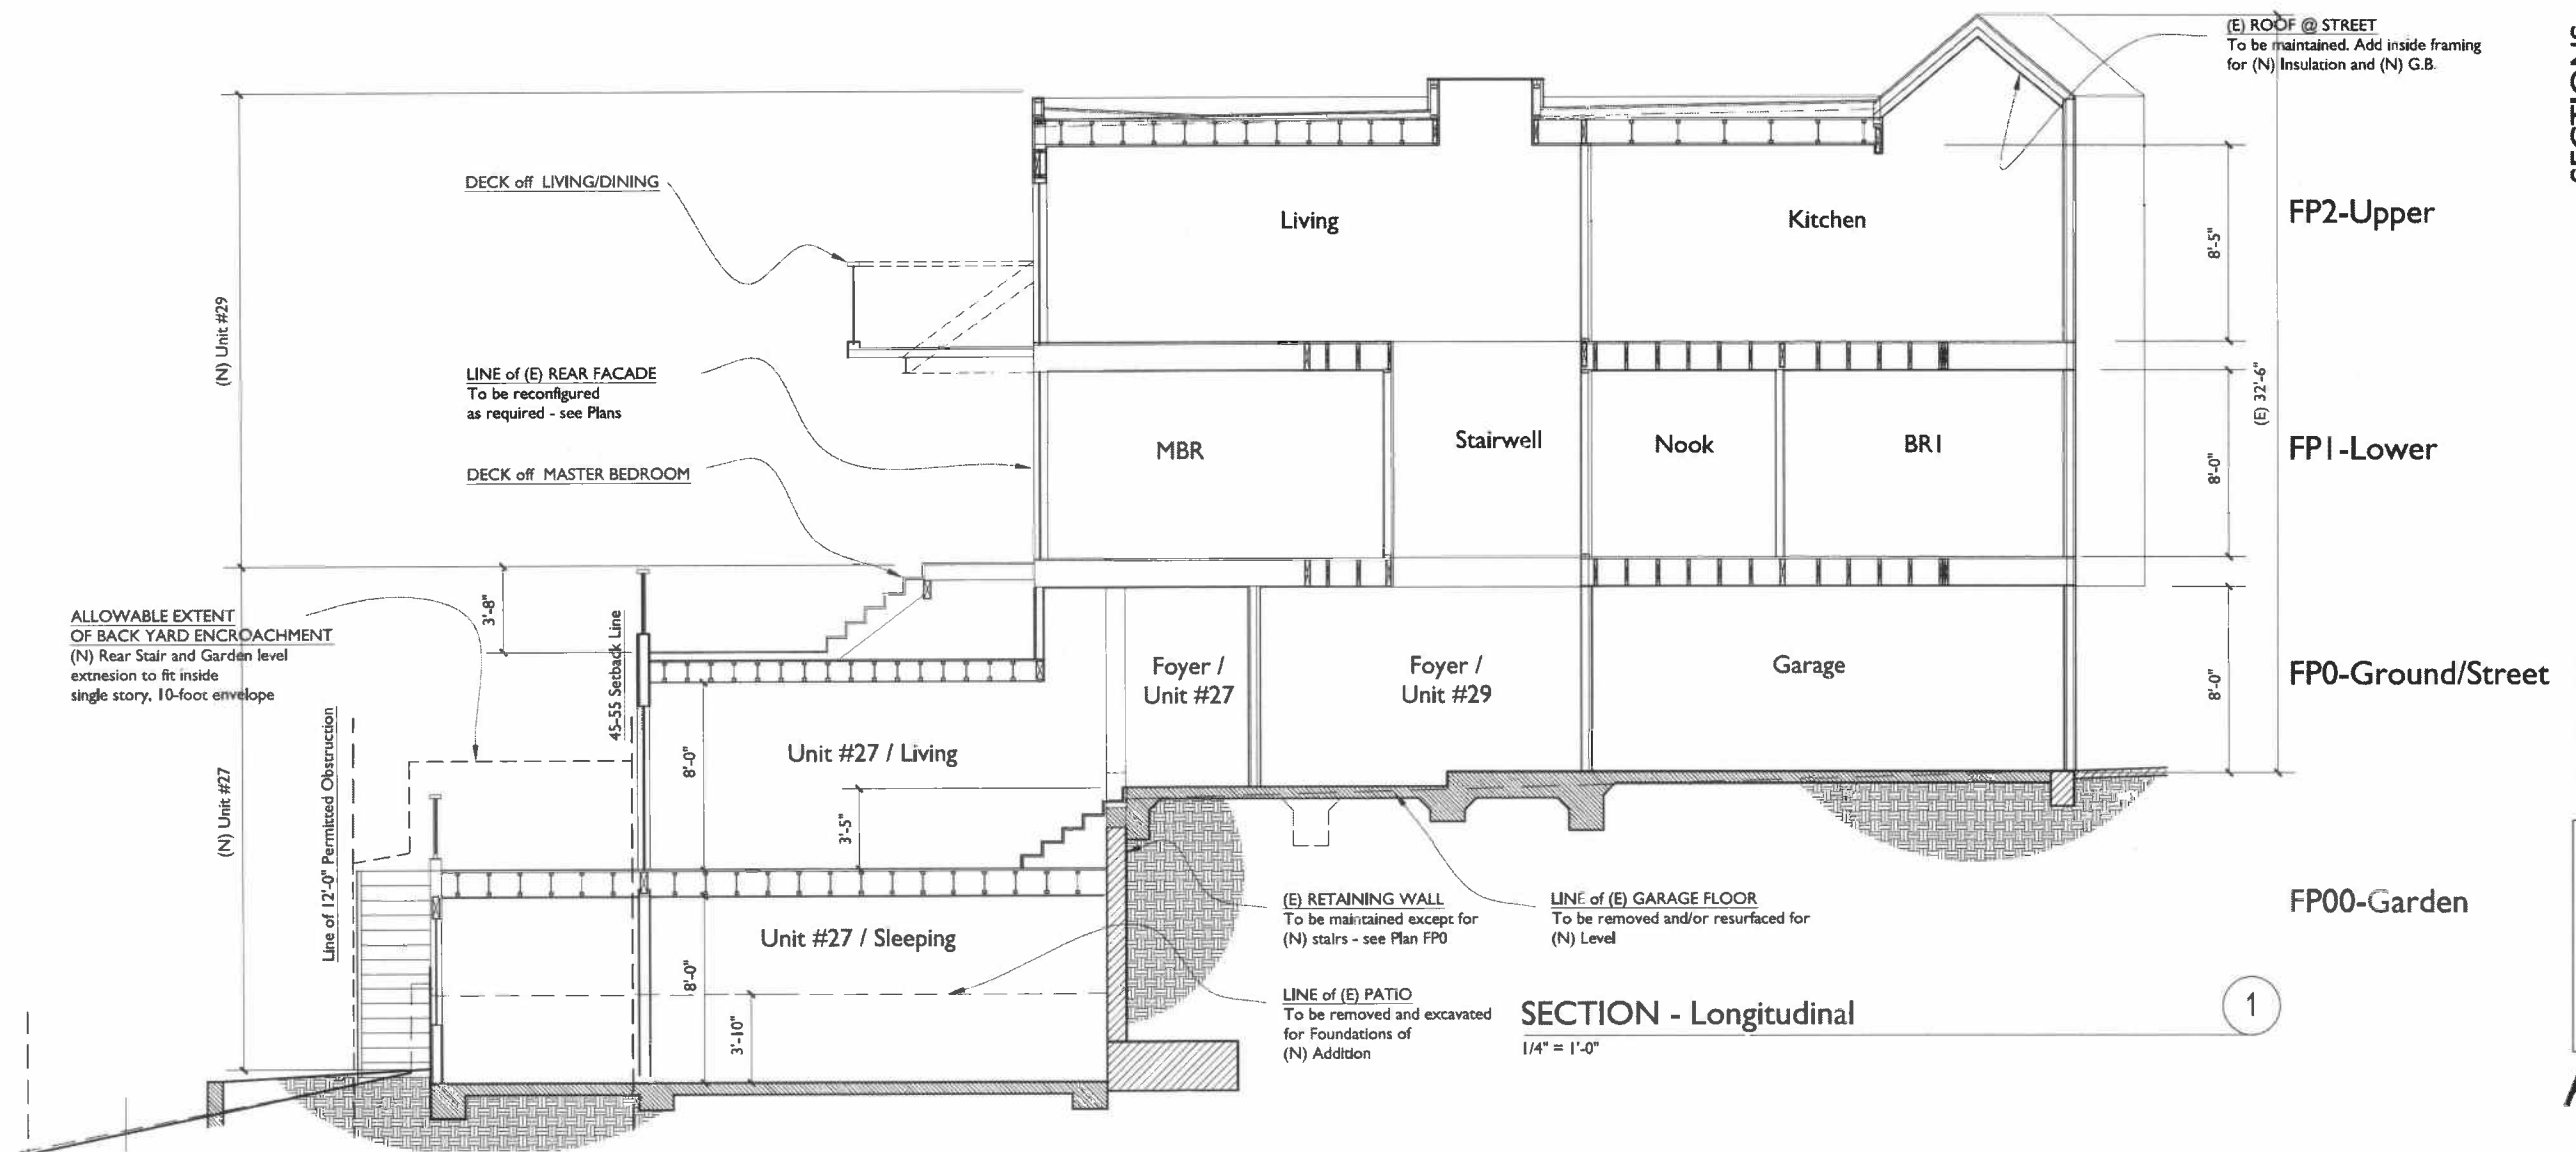 (E) ROOF @ STREET
To be maintained. Add inside framing
for (N) Insulation and (N) G.B.
SECTIONS
DECK off LIVING/DINING
Living
Kitchen
8'-5"
FP2-Upper
(N) Unit #29
LINE of (E) REAR FACADE
To be reconfigured
as required - see Plans
(E) 32'-6"
DECK off MASTER BEDROOM
MBR
Stairwell
Nook
BR1
8'-0"
FP1-Lower
ALLOWABLE EXTENT
OF BACK YARD ENCROACHMENT
(N) Rear Stair and Garden level
extnesion to fit inside
single story, 10-foot envelope
3'-8"
45-55 Setback Line
Foyer /
Unit #27
Foyer /
Unit #29
Garage
8'-0"
FP0-Ground/Street
(N) Unit #27
Line of 12'-0" Permitted Obstruction
8'-0"
Unit #27 / Living
3'-5"
(E) RETAINING WALL
To be maintained except for
(N) stairs - see Plan FP0
LINE of (E) GARAGE FLOOR
To be removed and/or resurfaced for
(N) Level
FP00-Garden
Unit #27 / Sleeping
8'-0"
3'-10"
LINE of (E) PATIO
To be removed and excavated
for Foundations of
(N) Addition
SECTION - Longitudinal
1/4" = 1'-0"
1